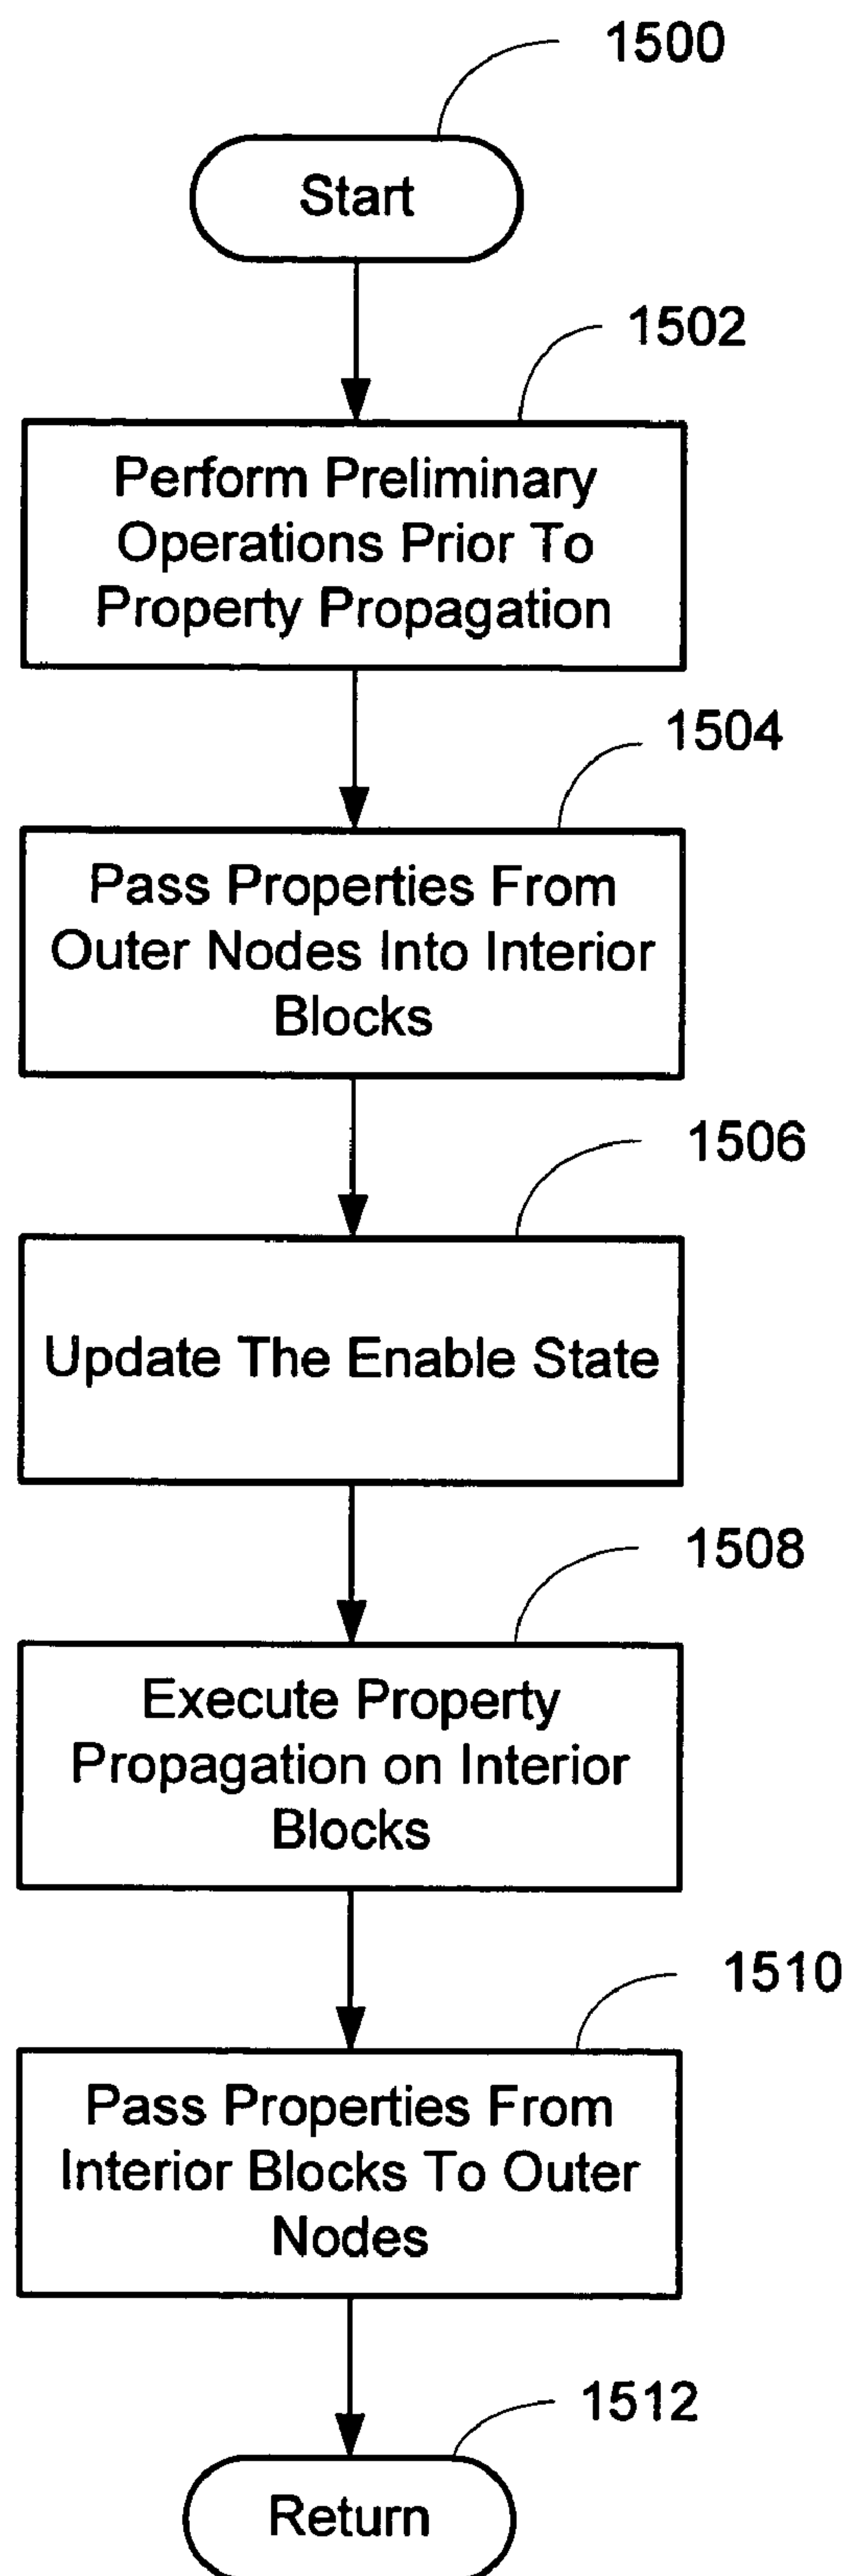 1500
Start
1502
Perform Preliminary
Operations Prior To
Property Propagation
1504
Pass Properties From
Outer Nodes Into Interior
Blocks
1506
Update The Enable State
1508
Execute Property
Propagation on Interior
Blocks
1510
Pass Properties From
Interior Blocks To Outer
Nodes
1512
Return